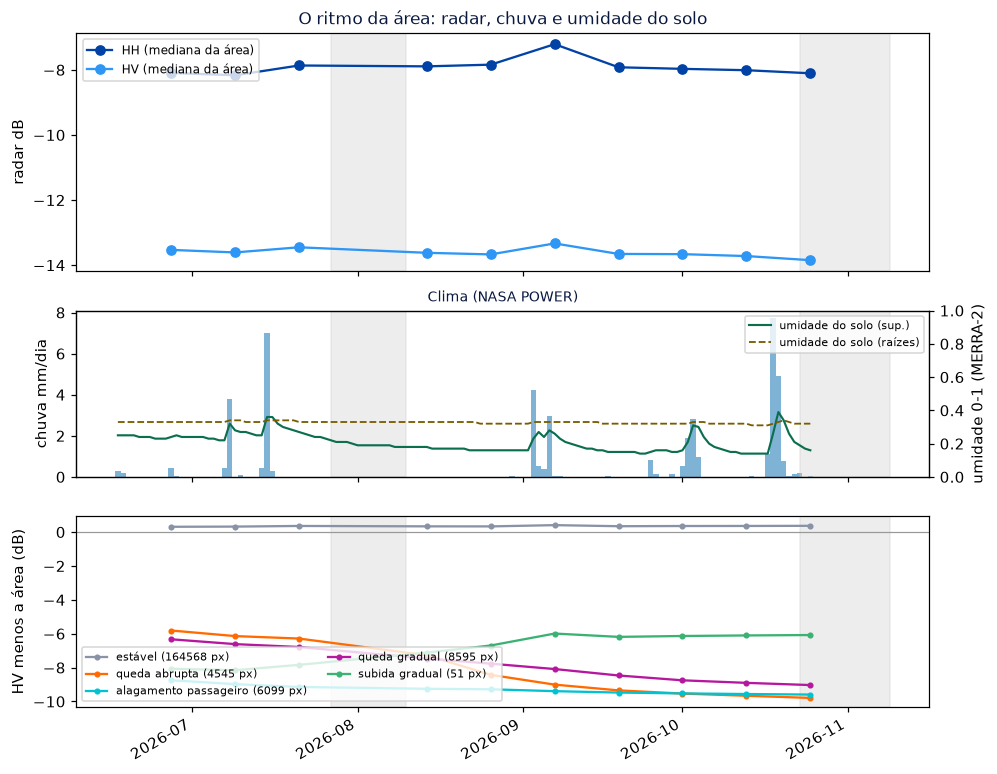 O ritmo da área: radar, chuva e umidade do solo
HH (mediana da área)
HV (mediana da área)
radar dB
−8
−10
−12
−14
Clima (NASA POWER)
umidade do solo (sup.)
umidade do solo (raízes)
chuva mm/dia
8
6
4
2
0
1.0
0.8
0.6
0.4
0.2
0.0
umidade 0-1 (MERRA-2)
HV menos a área (dB)
0
−2
−4
−6
−8
−10
estável (164568 px)
queda abrupta (4545 px)
alagamento passageiro (6099 px)
queda gradual (8595 px)
subida gradual (51 px)
2026-07
2026-08
2026-09
2026-10
2026-11